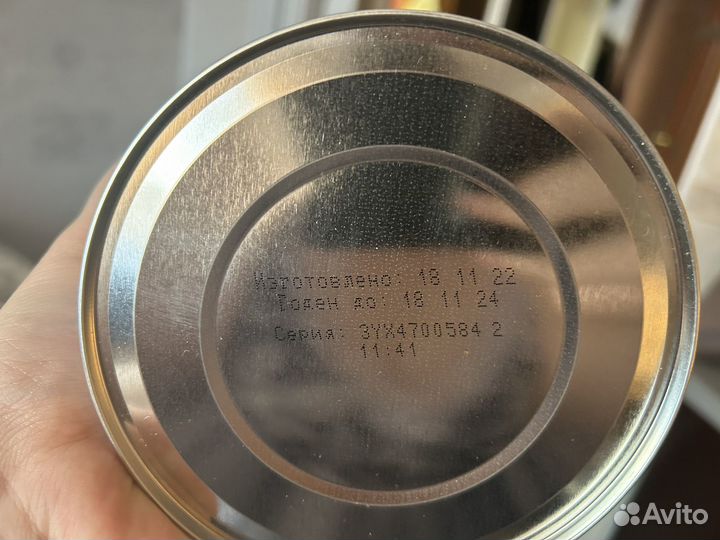 Изготовлено: 18 11 22
Годен до: 18 11 24
Серия: 3YX4700584 2
11:41
Avito